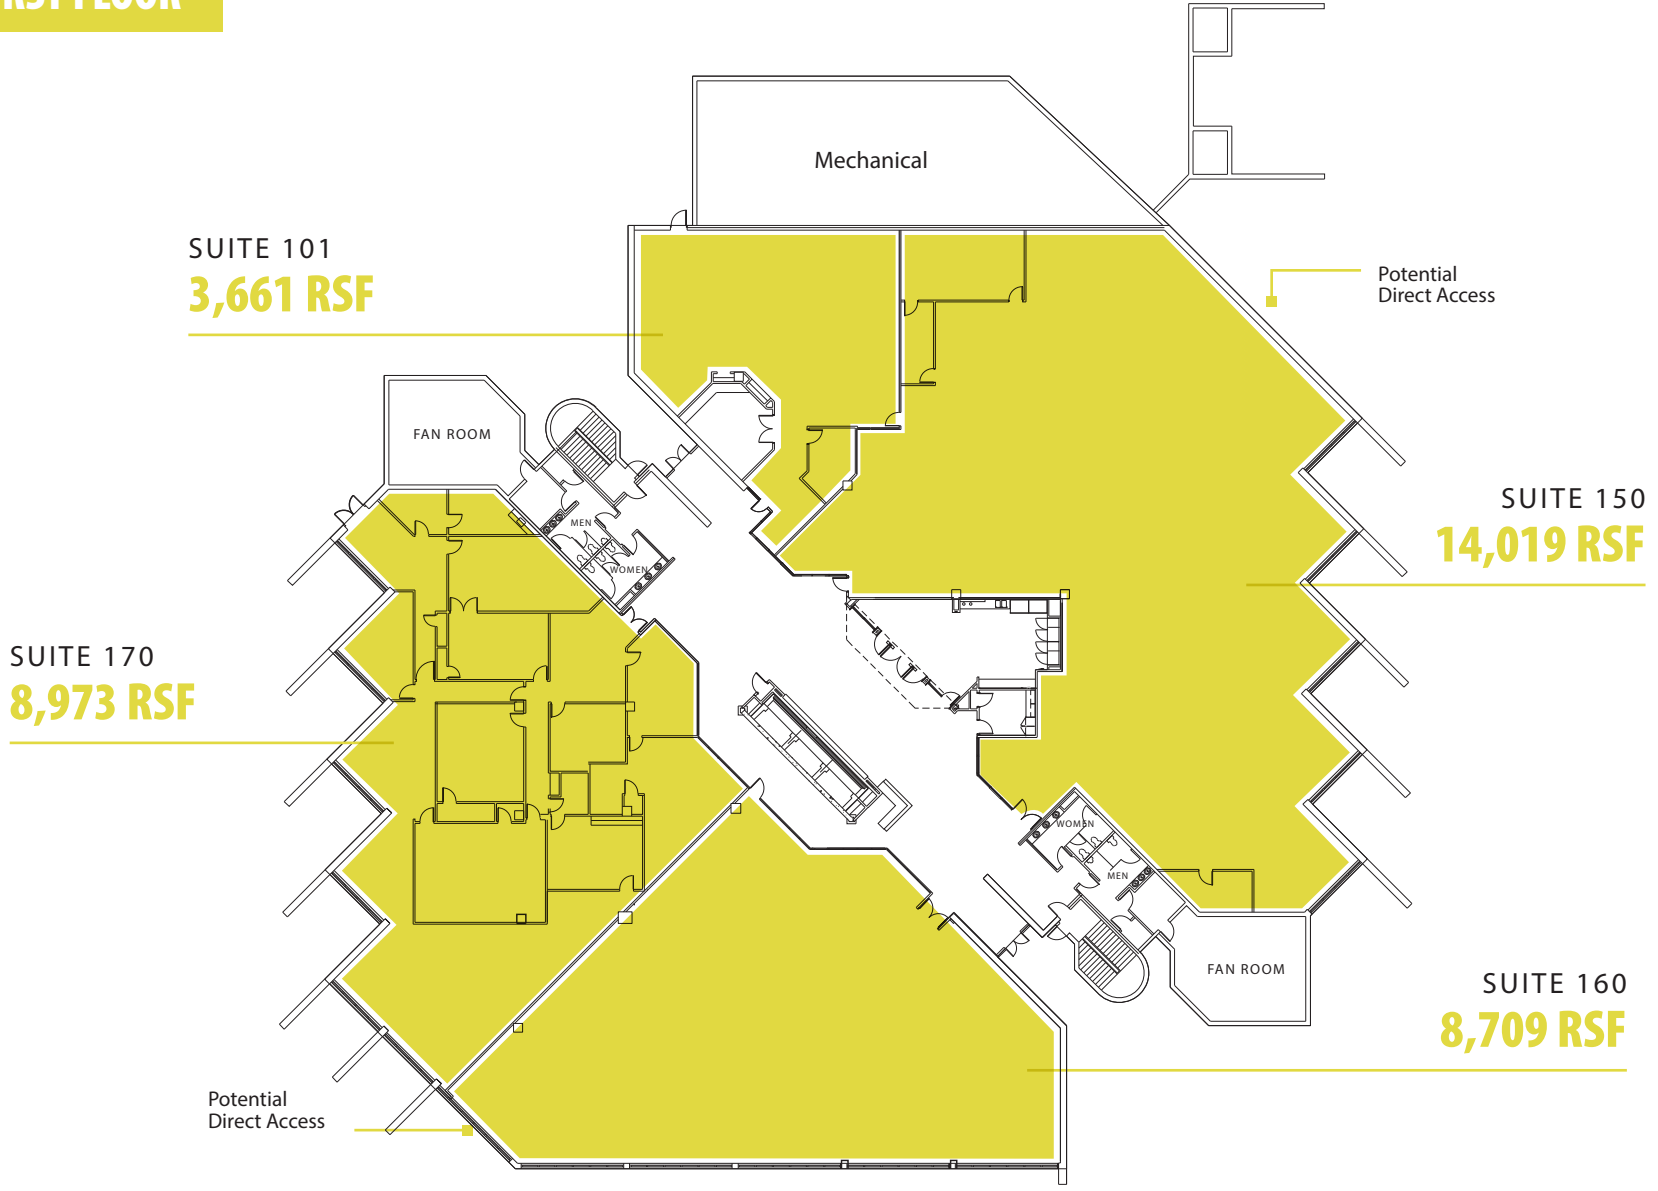 FLOOR
Mechanical
SUITE 101
3,661 RSF
Potential
Direct Access
FAN ROOM
SUITE 150
14,019 RSF
MEN
WOMEN
SUITE 170
8,973 RSF
WOMEN
MEN
FAN ROOM
SUITE 160
8,709 RSF
Potential
Direct Access